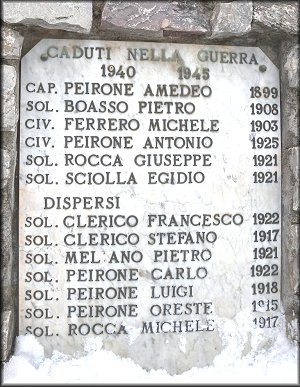 CADUTI NELLA GUERRA
1940 1945
CAP. PEIRONE AMEDEO 1899
SOL. BOASSO PIETRO 1908
CIV. FERRERO MICHELE 1903
CIV. PEIRONE ANTONIO 1925
SOL. ROCCA GIUSEPPE 1921
SOL. SCIOLLA EGIDIO 1921
DISPERSI
SOL. CLERICO FRANCESCO 1922
SOL. CLERICO STEFANO 1917
SOL. MELLANO PIETRO 1921
SOL. PEIRONE CARLO 1922
SOL. PEIRONE LUIGI 1918
SOL. PEIRONE ORESTE 1915
SOL. ROCCA MICHELE 1917